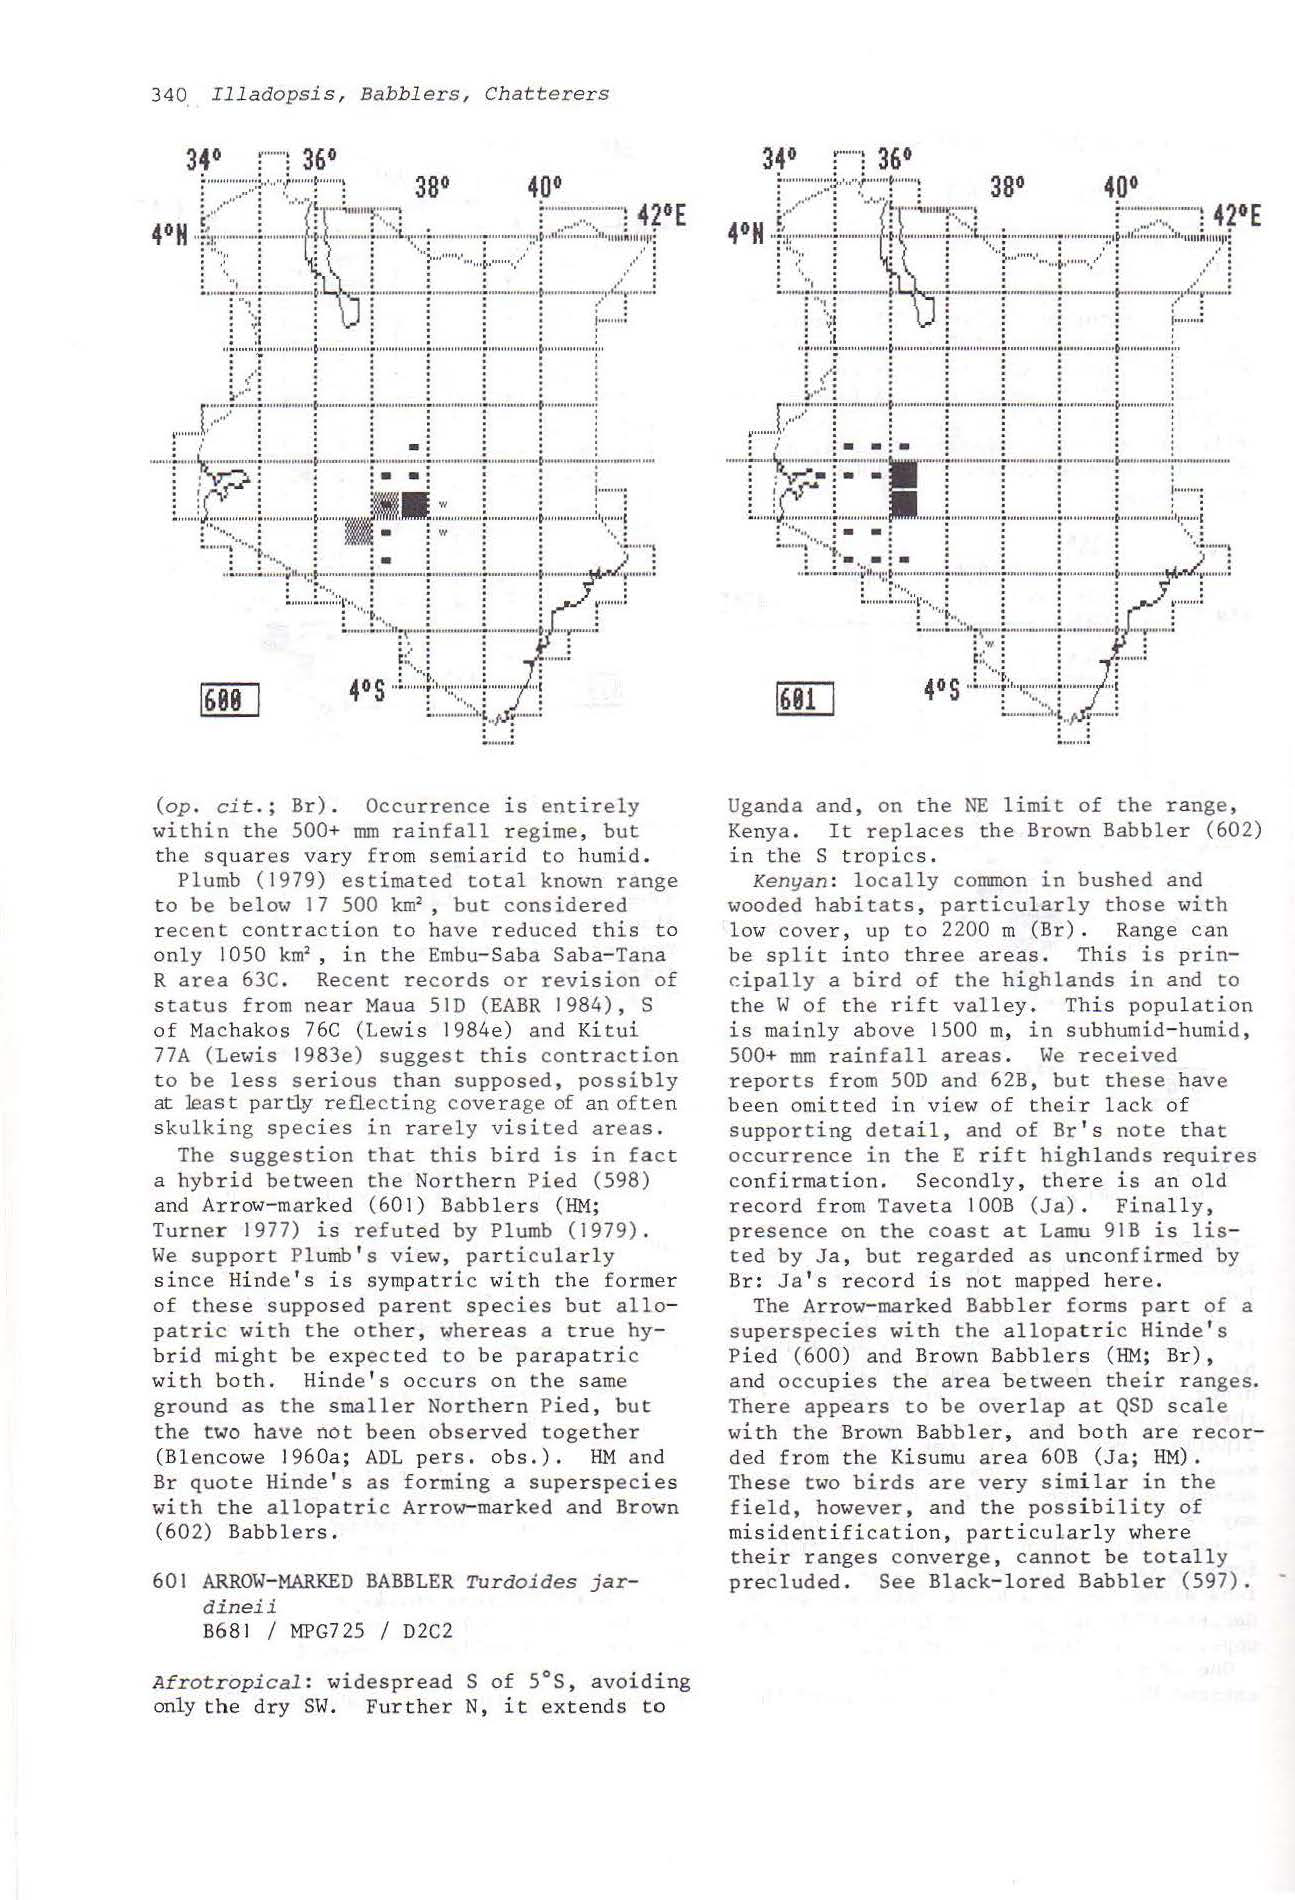 340 Illadopsis, Babblers, Chatterers
34° 36°
38° 40°
42°E
4°N
4°S
600
34° 36°
38° 40°
42°E
4°N
4°S
601
(op. cit.; Br). Occurrence is entirely
within the 500+ mm rainfall regime, but
the squares vary from semiarid to humid.
Plumb (1979) estimated total known range
to be below 17 500 km², but considered
recent contraction to have reduced this to
only 1050 km², in the Embu-Saba Saba-Tana
R area 63C. Recent records or revision of
status from near Maua 51D (EABR 1984), S
of Machakos 76C (Lewis 1984e) and Kitui
77A (Lewis 1983e) suggest this contraction
to be less serious than supposed, possibly
at least partly reflecting coverage of an often
skulking species in rarely visited areas.
The suggestion that this bird is in fact
a hybrid between the Northern Pied (598)
and Arrow-marked (601) Babblers (HM;
Turner 1977) is refuted by Plumb (1979).
We support Plumb's view, particularly
since Hinde's is sympatric with the former
of these supposed parent species but allo-
patric with the other, whereas a true hy-
brid might be expected to be parapatric
with both. Hinde's occurs on the same
ground as the smaller Northern Pied, but
the two have not been observed together
(Blencowe 1960a; ADL pers. obs.). HM and
Br quote Hinde's as forming a superspecies
with the allopatric Arrow-marked and Brown
(602) Babblers.
601 ARROW-MARKED BABBLER Turdoides jar-
dineii
B681 / MPG725 / D2C2
Afrotropical: widespread S of 5°S, avoiding
only the dry SW. Further N, it extends to
Uganda and, on the NE limit of the range,
Kenya. It replaces the Brown Babbler (602)
in the S tropics.
Kenyan: locally common in bushed and
wooded habitats, particularly those with
low cover, up to 2200 m (Br). Range can
be split into three areas. This is prin-
cipally a bird of the highlands in and to
the W of the rift valley. This population
is mainly above 1500 m, in subhumid-humid,
500+ mm rainfall areas. We received
reports from 50D and 62B, but these have
been omitted in view of their lack of
supporting detail, and of Br's note that
occurrence in the E rift highlands requires
confirmation. Secondly, there is an old
record from Taveta 100B (Ja). Finally,
presence on the coast at Lamu 91B is lis-
ted by Ja, but regarded as unconfirmed by
Br: Ja's record is not mapped here.
The Arrow-marked Babbler forms part of a
superspecies with the allopatric Hinde's
Pied (600) and Brown Babblers (HM; Br),
and occupies the area between their ranges.
There appears to be overlap at QSD scale
with the Brown Babbler, and both are recor-
ded from the Kisumu area 60B (Ja; HM).
These two birds are very similar in the
field, however, and the possibility of
misidentification, particularly where
their ranges converge, cannot be totally
precluded. See Black-lored Babbler (597).